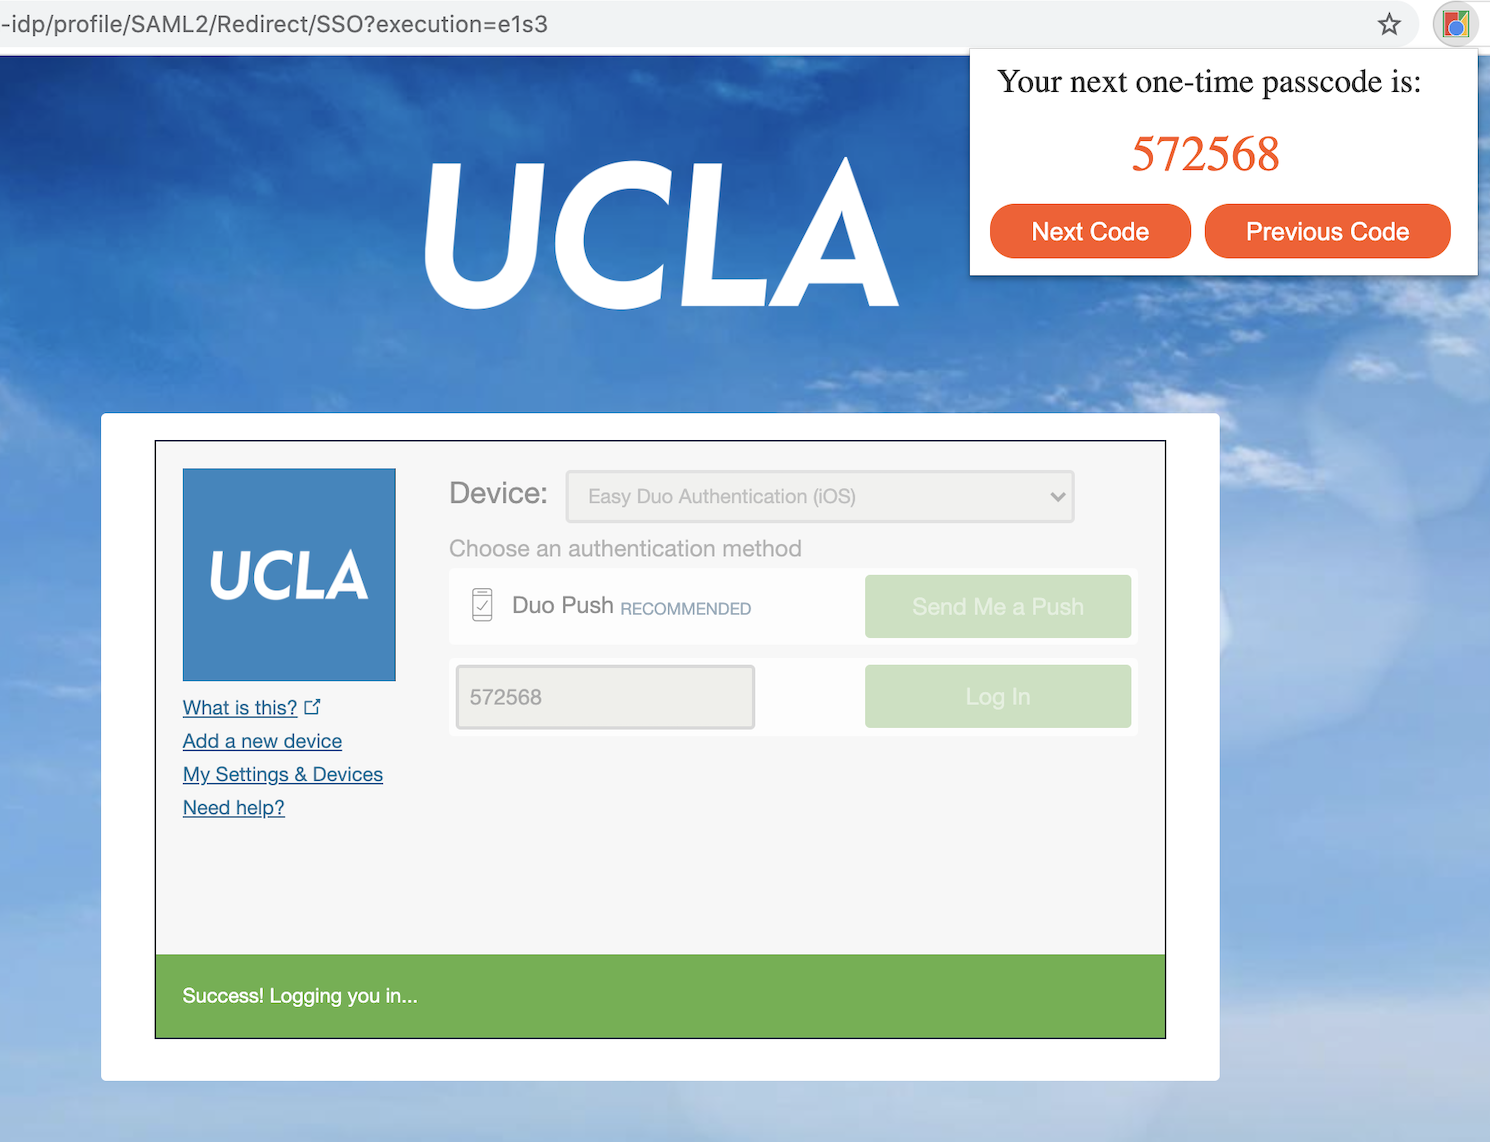 -idp/profile/SAML2/Redirect/SSO?execution=e1s3
Your next one-time passcode is:
572568
Next Code
Previous Code
UCLA
UCLA
Device:
Easy Duo Authentication (iOS)
Choose an authentication method
Duo Push RECOMMENDED
Send Me a Push
572568
Log In
What is this?
Add a new device
My Settings & Devices
Need help?
Success! Logging you in...